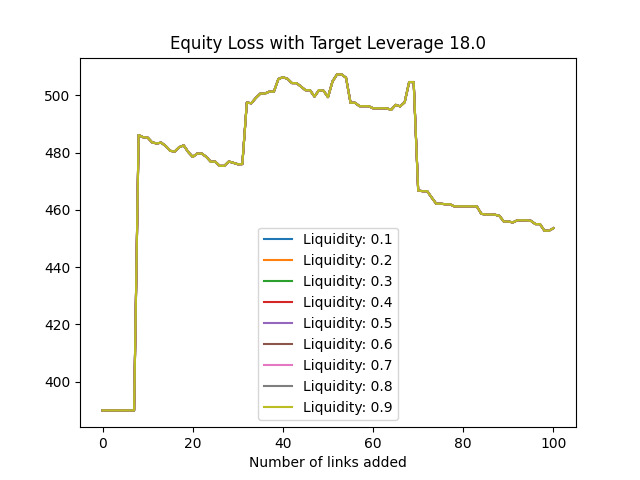 Equity Loss with Target Leverage 18.0
500
480
460
440
420
400
Liquidity: 0.1
Liquidity: 0.2
Liquidity: 0.3
Liquidity: 0.4
Liquidity: 0.5
Liquidity: 0.6
Liquidity: 0.7
Liquidity: 0.8
Liquidity: 0.9
0 20 40 60 80 100
Number of links added